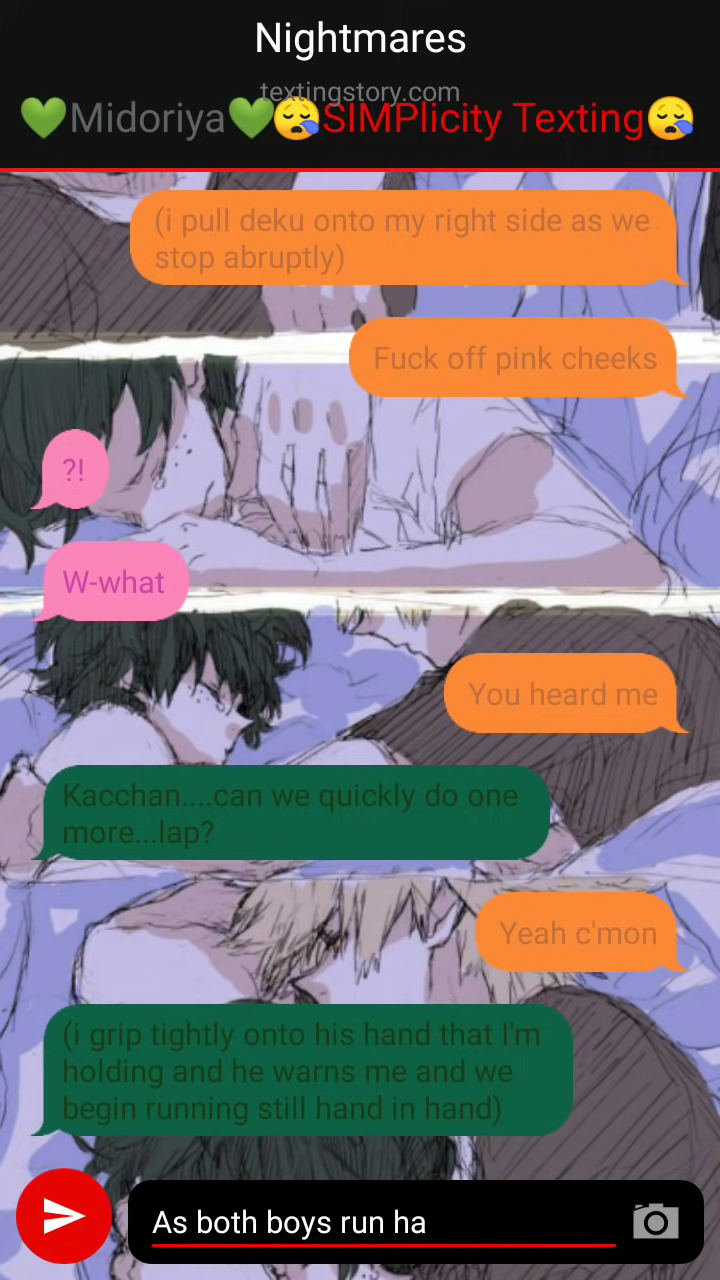 Nightmares
textingstory.com
💚Midoriya💚😪SIMPlicity Texting😪
(i pull deku onto my right side as we
stop abruptly)
Fuck off pink cheeks
?!
W-what
You heard me
Kacchan....can we quickly do one
more...lap?
Yeah c'mon
(i grip tightly onto his hand that I'm
holding and he warns me and we
begin running still hand in hand)
As both boys run ha